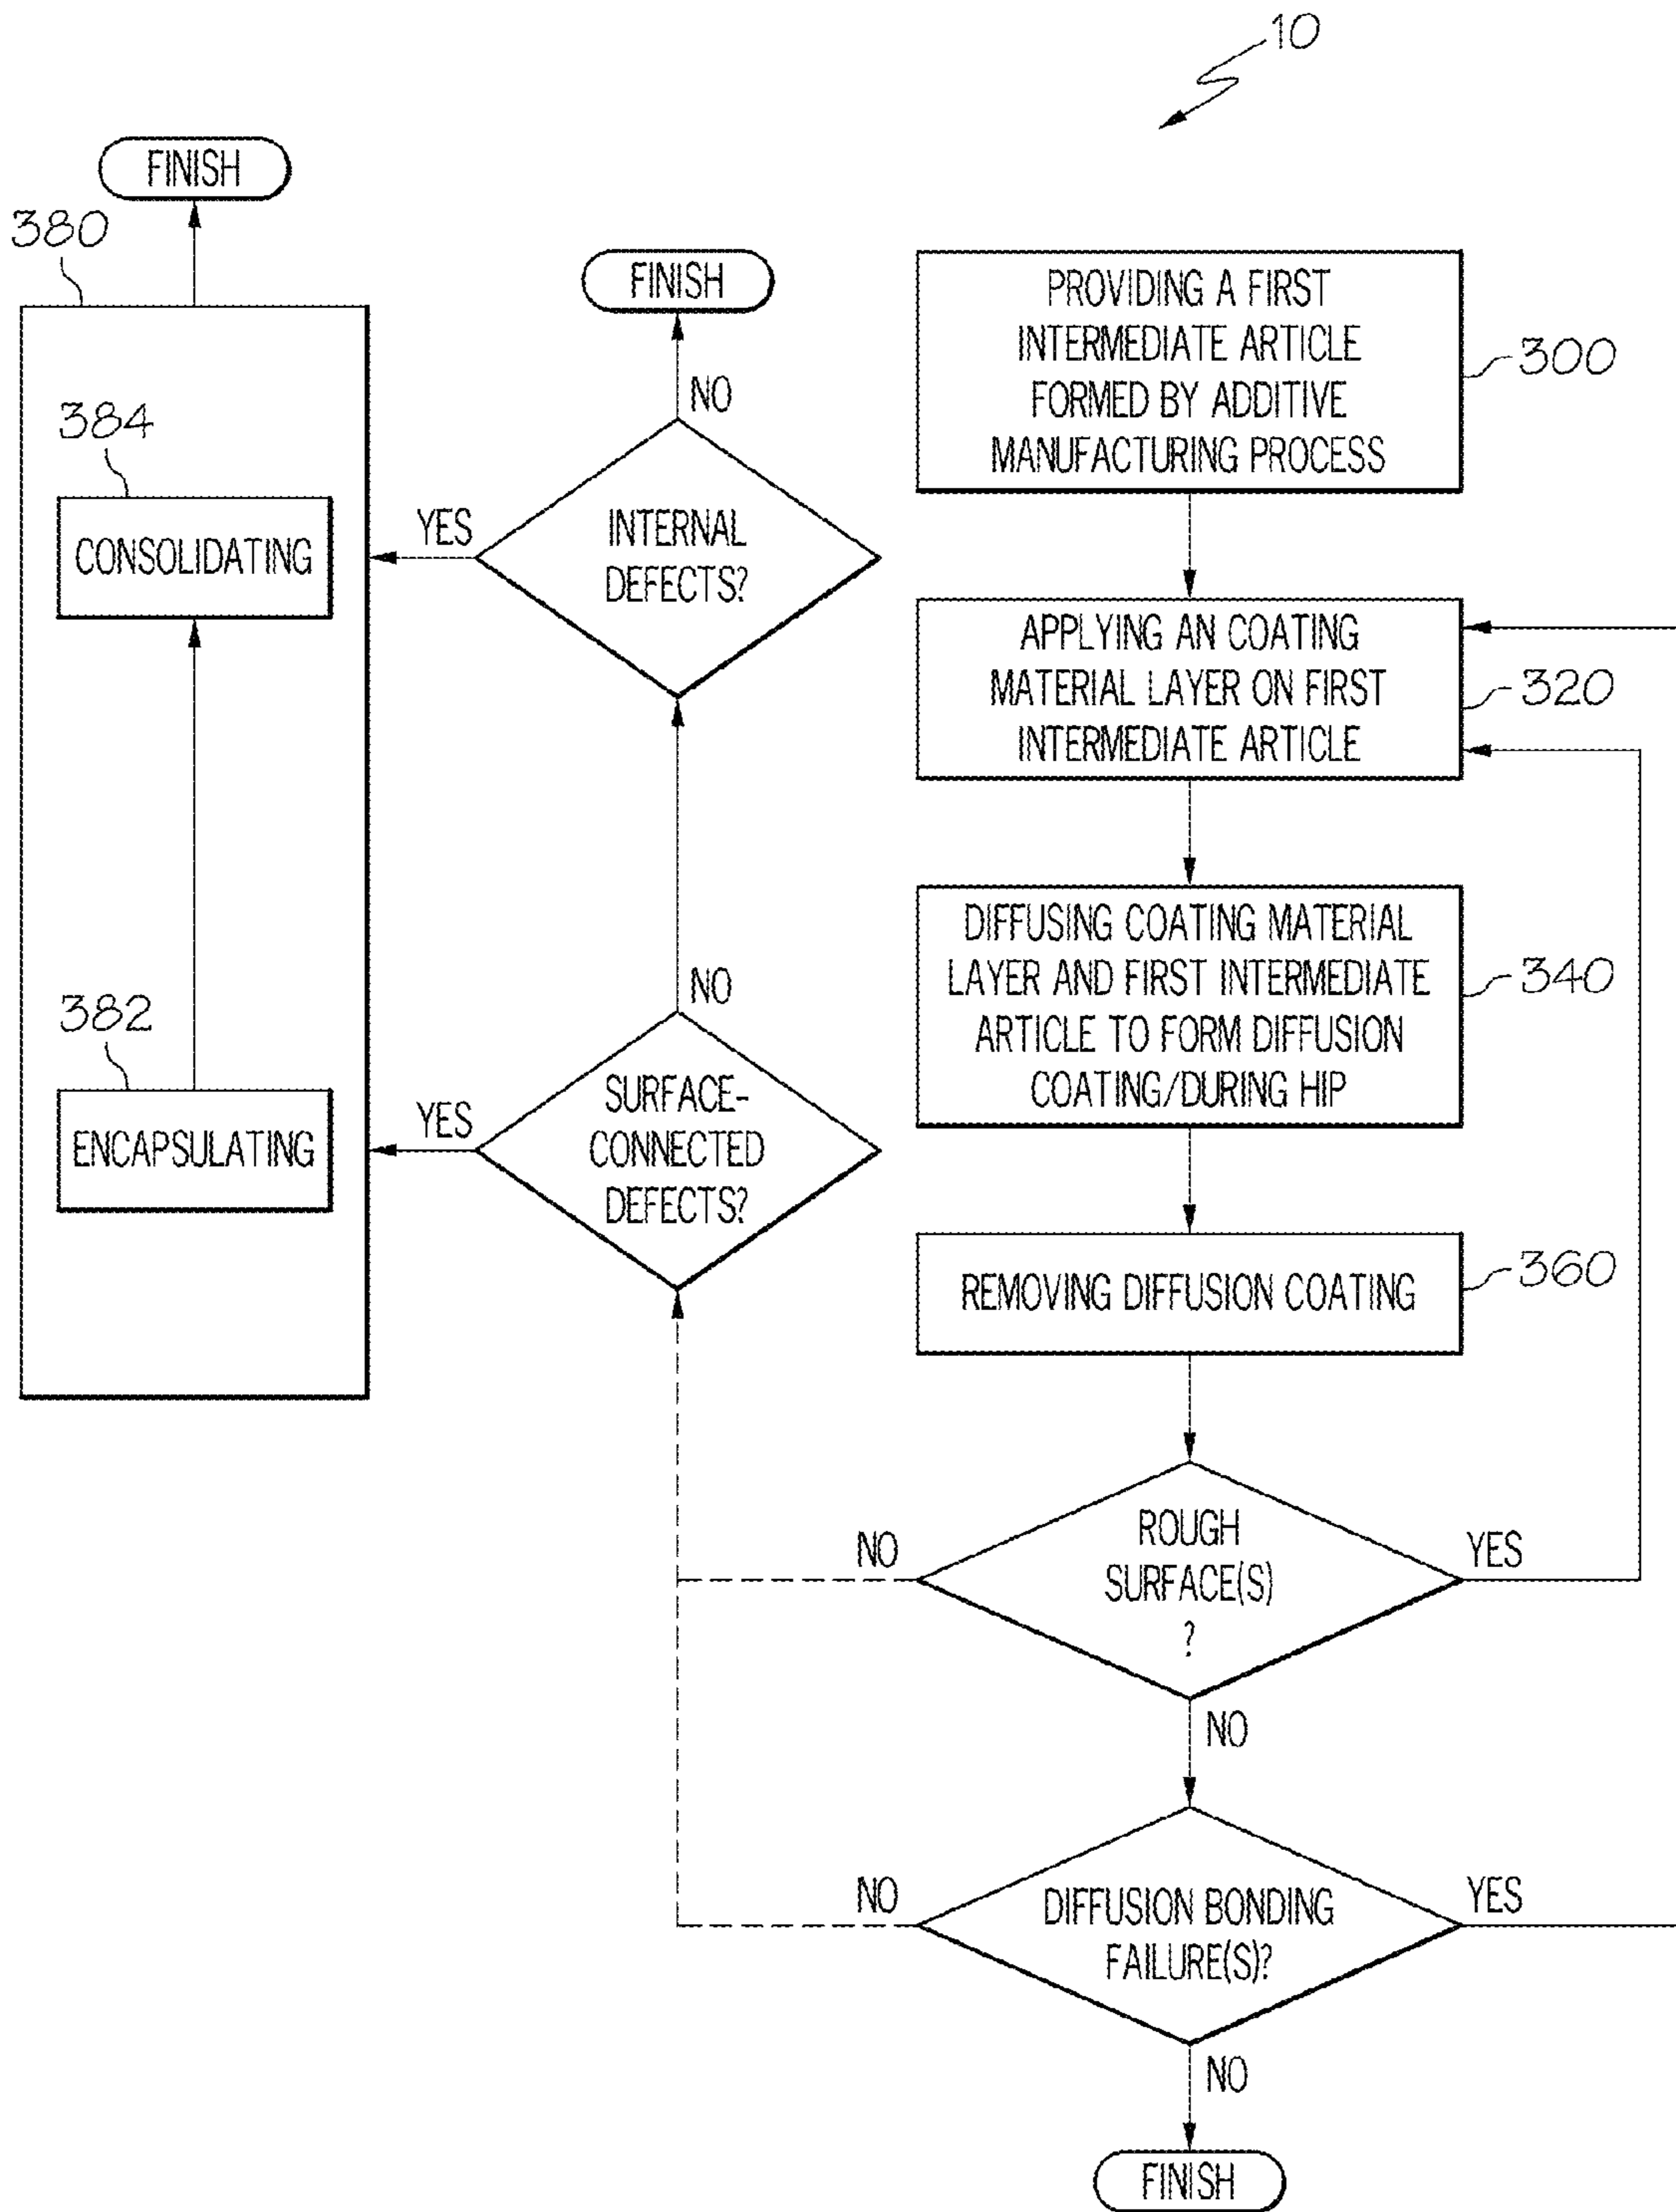 10
FINISH
380
384
CONSOLIDATING
382
ENCAPSULATING
FINISH
NO
YES
INTERNAL
DEFECTS?
NO
YES
SURFACE-
CONNECTED
DEFECTS?
PROVIDING A FIRST
INTERMEDIATE ARTICLE
FORMED BY ADDITIVE
MANUFACTURING PROCESS
300
APPLYING AN COATING
MATERIAL LAYER ON FIRST
INTERMEDIATE ARTICLE
320
DIFFUSING COATING MATERIAL
LAYER AND FIRST INTERMEDIATE
ARTICLE TO FORM DIFFUSION
COATING/DURING HIP
340
REMOVING DIFFUSION COATING
360
NO
ROUGH
SURFACE(S)
?
YES
NO
NO
DIFFUSION BONDING
FAILURE(S)?
YES
NO
FINISH